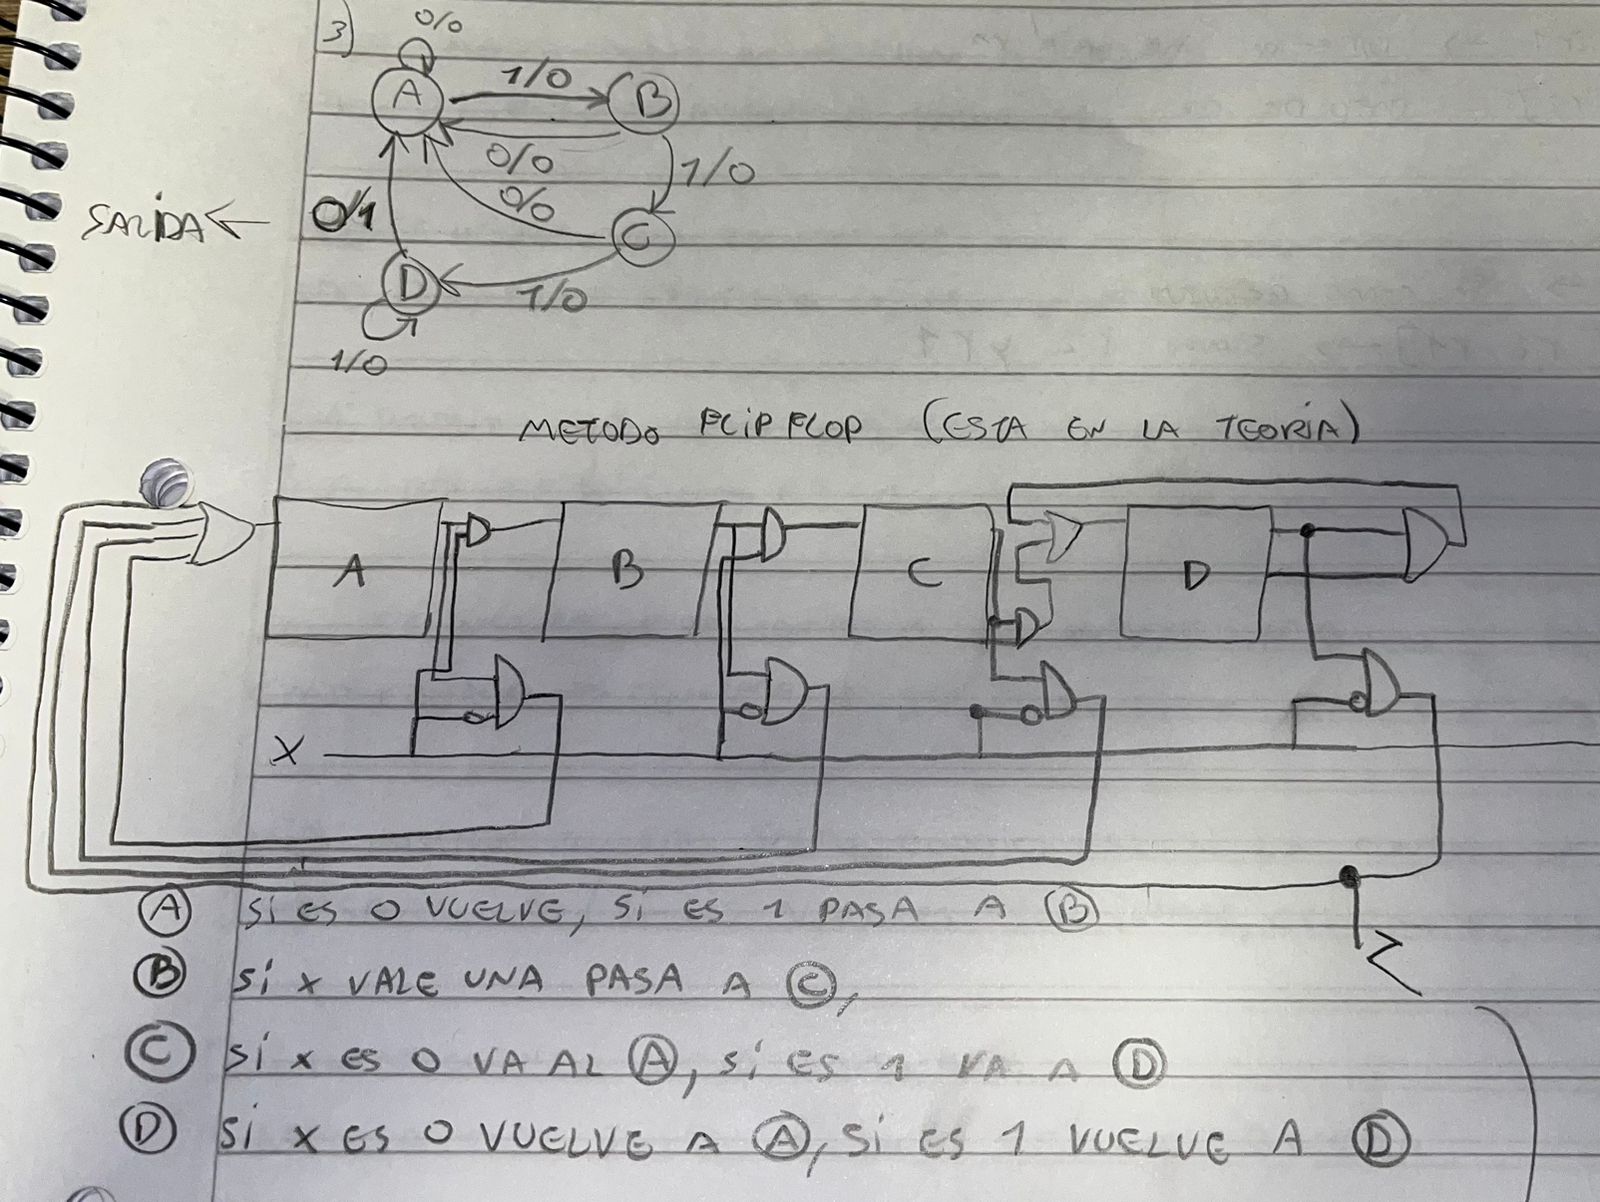 3)
0/0
A
1/0
B
0/0
1/0
0/0
SALIDA ← 0/1
C
D
1/0
1/0
METODO FLIP FLOP (ESTA EN LA TEORIA)
A B C D
X
Z
A SI ES 0 VUELVE, SI ES 1 PASA A B
B SI X VALE UNA PASA A C,
C SI X ES 0 VA AL A, SI ES 1 VA A D
D SI X ES 0 VUELVE A A, SI ES 1 VUELVE A D